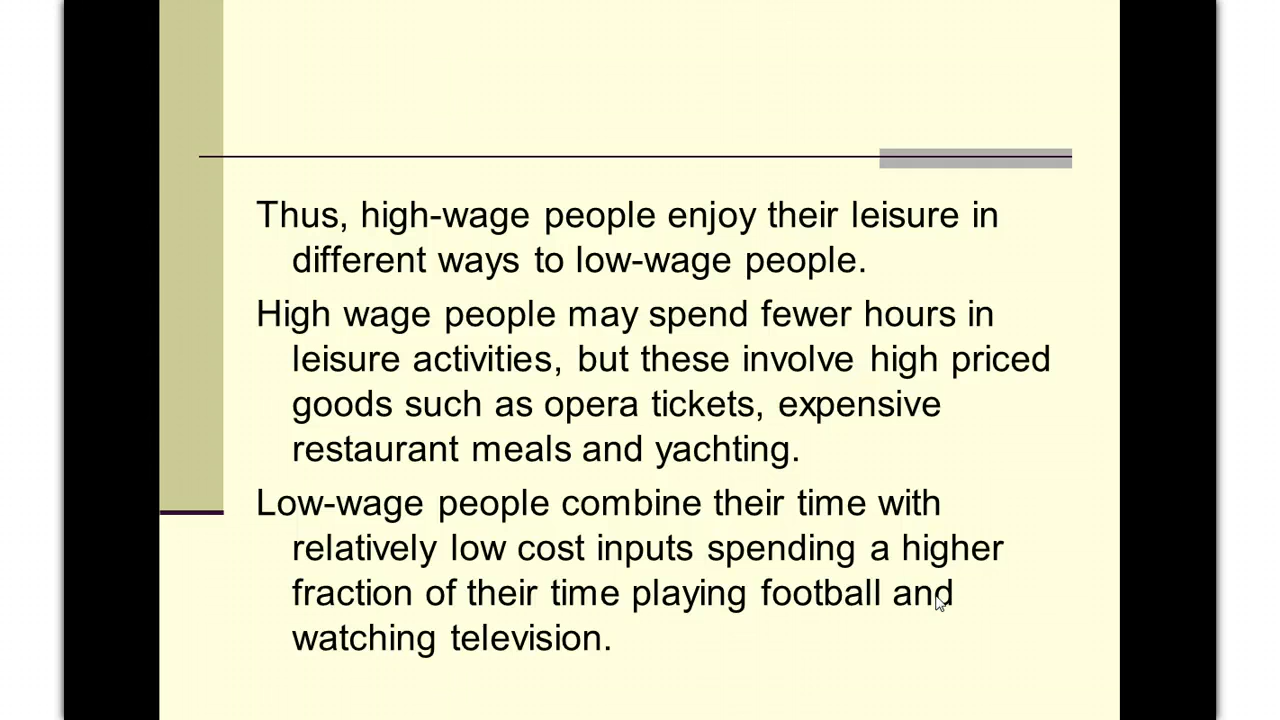 Thus, high-wage people enjoy their leisure in
different ways to low-wage people.
High wage people may spend fewer hours in
leisure activities, but these involve high priced
goods such as opera tickets, expensive
restaurant meals and yachting.
Low-wage people combine their time with
relatively low cost inputs spending a higher
fraction of their time playing football and
watching television.